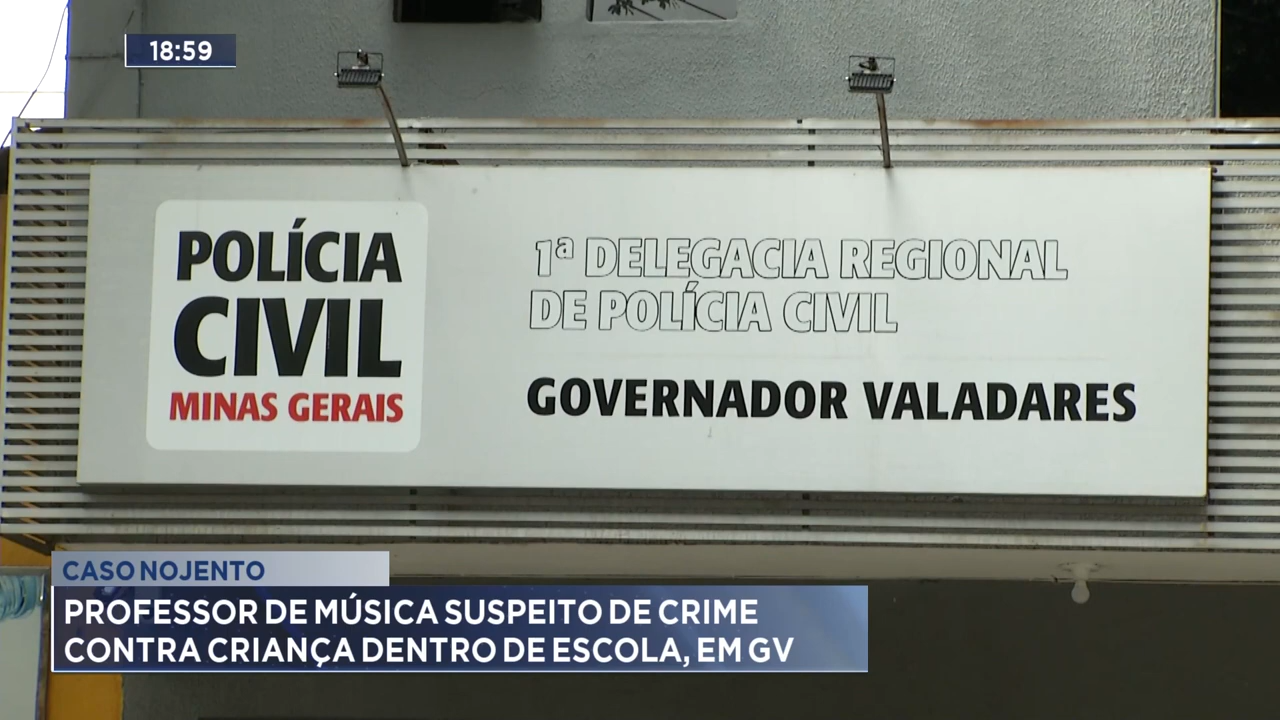 18:59
POLÍCIA
CIVIL
MINAS GERAIS
1ª DELEGACIA REGIONAL
DE POLÍCIA CIVIL
GOVERNADOR VALADARES
CASO NOJENTO
PROFESSOR DE MÚSICA SUSPEITO DE CRIME
CONTRA CRIANÇA DENTRO DE ESCOLA, EM GV